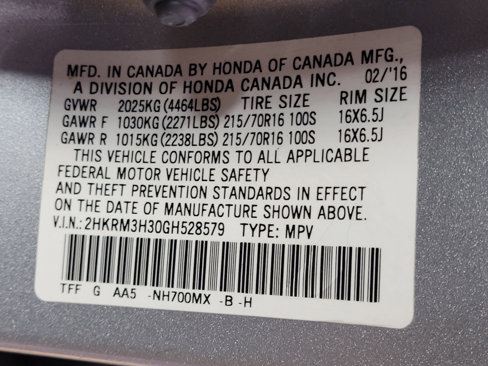 MFD. IN CANADA BY HONDA OF CANADA MFG.,
A DIVISION OF HONDA CANADA INC. 02/'16
GVWR 2025KG(4464LBS) TIRE SIZE RIM SIZE
GAWR F 1030KG(2271LBS) 215/70R16 100S 16X6.5J
GAWR R 1015KG(2238LBS) 215/70R16 100S 16X6.5J
THIS VEHICLE CONFORMS TO ALL APPLICABLE
FEDERAL MOTOR VEHICLE SAFETY
AND THEFT PREVENTION STANDARDS IN EFFECT
ON THE DATE OF MANUFACTURE SHOWN ABOVE.
V.I.N.:2HKRM3H30GH528579 TYPE: MPV
TFF G AA5 -NH700MX -B -H